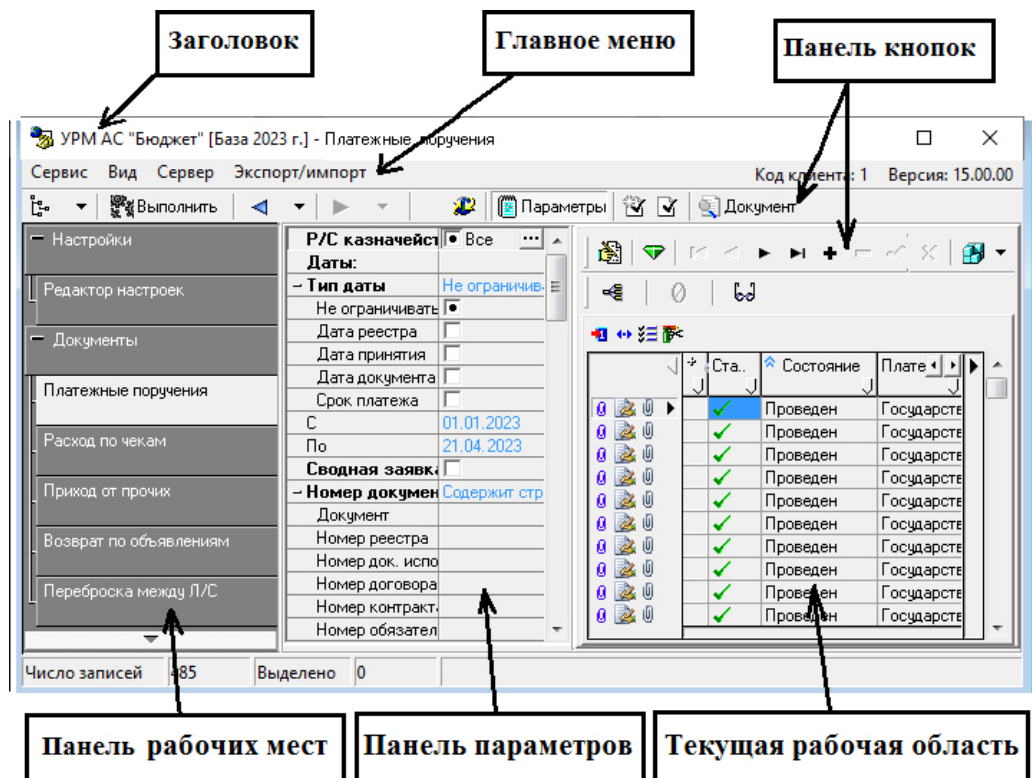 Заголовок
Главное меню
Панель кнопок
УРМ АС "Бюджет" [База 2023 г.] - Платежные поручения
Сервис Вид Сервер Экспорт/импорт Код клиента: 1 Версия: 15.00.00
Выполнить Параметры Документ
Настройки
Редактор настроек
Документы
Платежные поручения
Расход по чекам
Приход от прочих
Возврат по объявлениям
Переброска между Л/С
Р/С казначейст Все ...
Даты:
Тип даты Не ограничив
Не ограничивать
Дата реестра
Дата принятия
Дата документа
Срок платежа
С 01.01.2023
По 21.04.2023
Сводная заявк
Номер докумен Содержит стр
Документ
Номер реестра
Номер док. испо
Номер договора
Номер контракт
Номер обязател
Ста.. Состояние Плате
Проведен Государсте
Проведен Государсте
Проведен Государсте
Проведен Государсте
Проведен Государсте
Проведен Государсте
Проведен Государсте
Проведен Государсте
Проведен Государсте
Проведен Государсте
Число записей 485 Выделено 0
Панель рабочих мест
Панель параметров
Текущая рабочая область